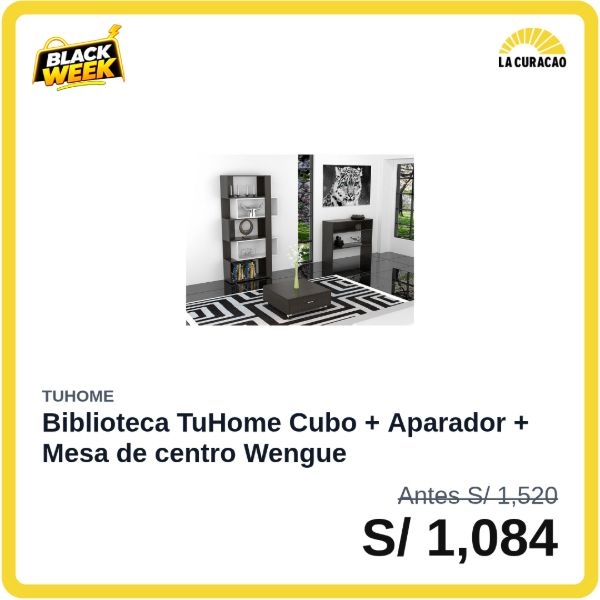 BLACK
WEEK
LA CURACAO
TUHOME
Biblioteca TuHome Cubo + Aparador +
Mesa de centro Wengue
Antes S/ 1,520
S/ 1,084